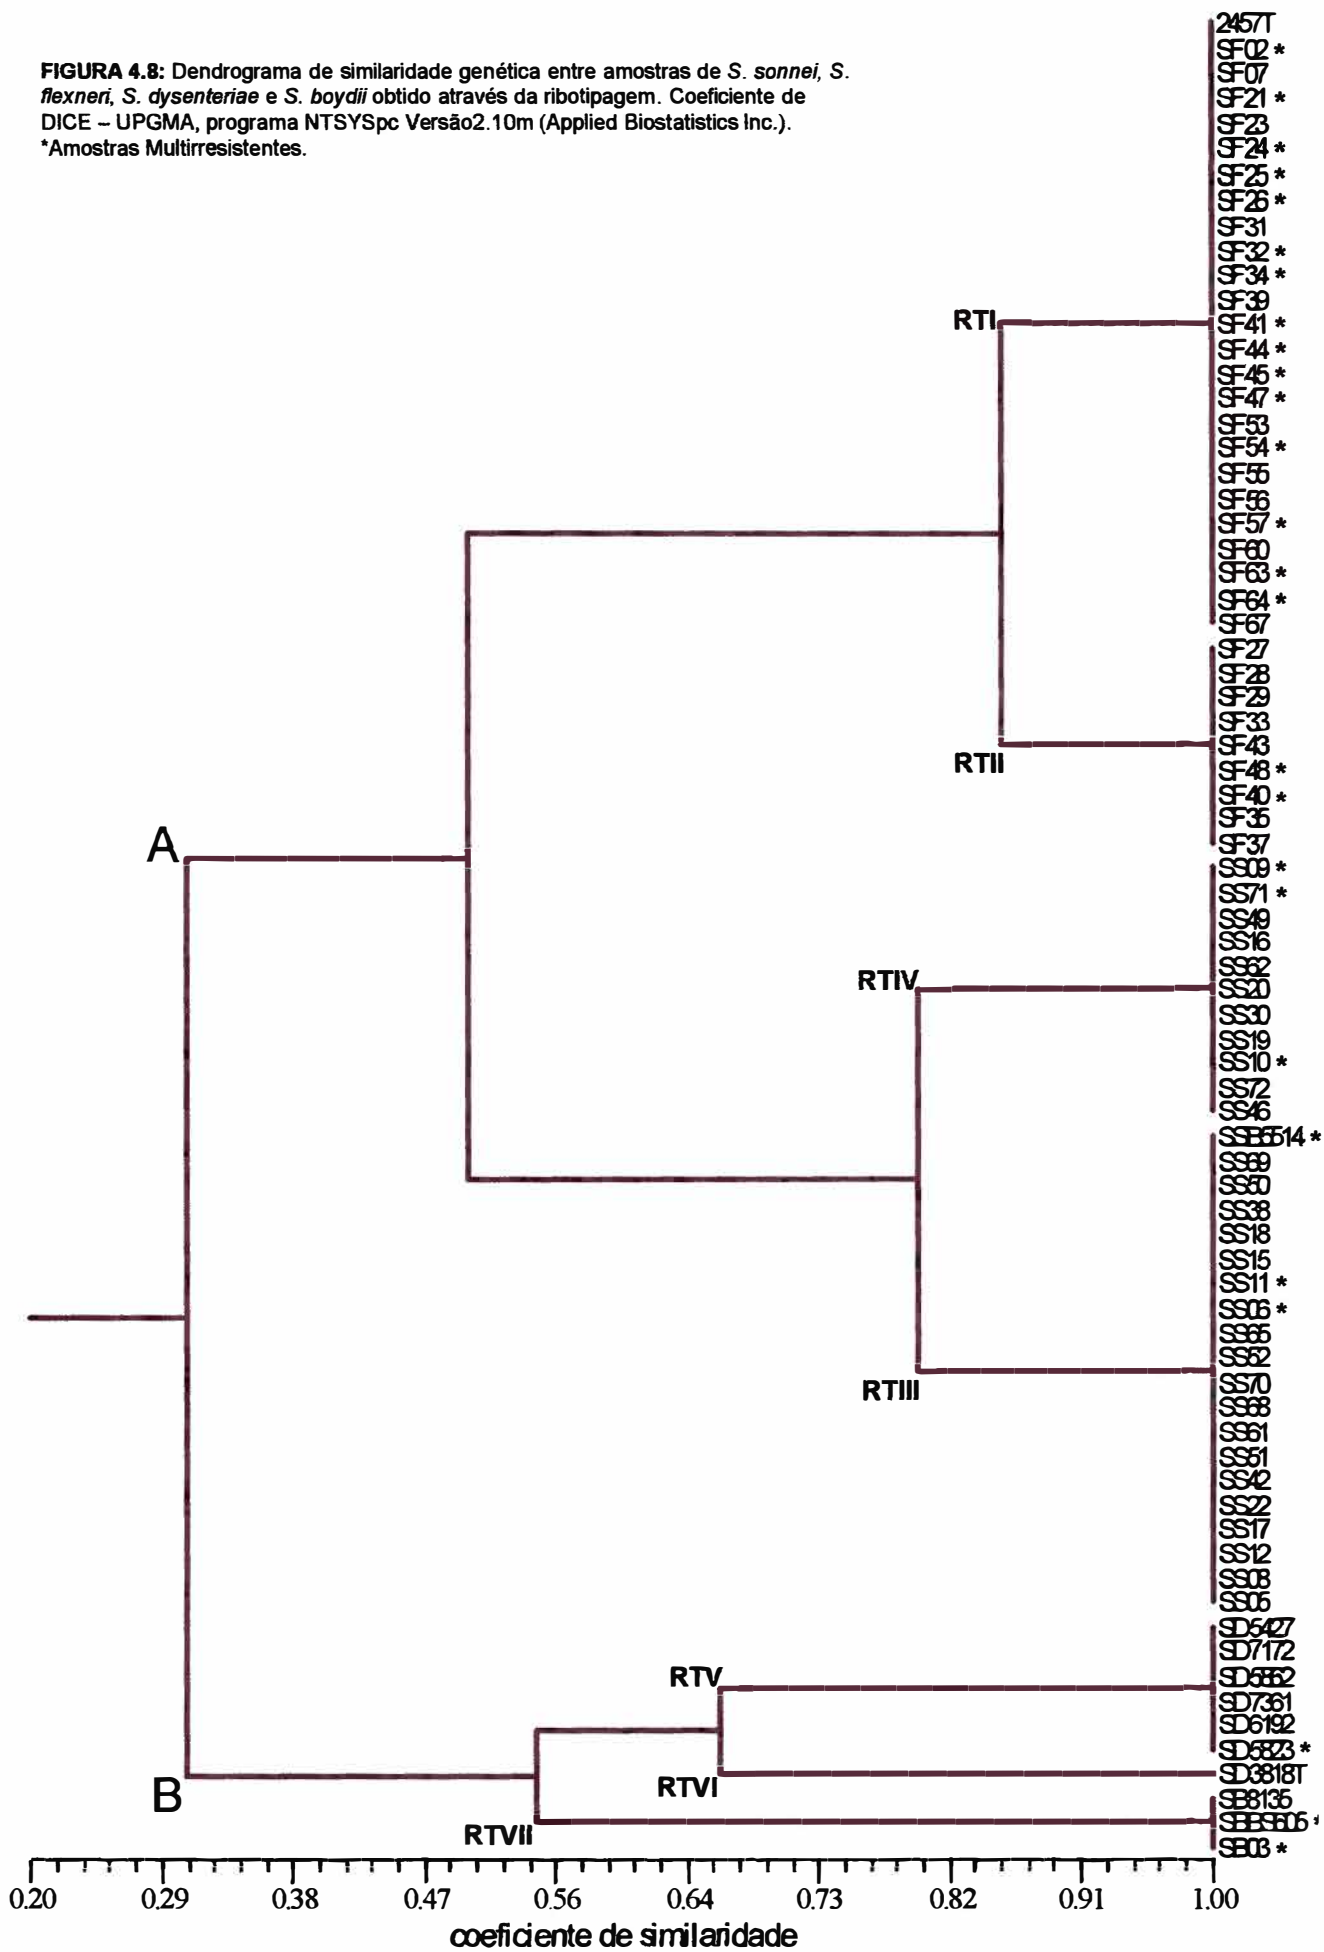 FIGURA 4.8: Dendrograma de similaridade genética entre amostras de S. sonnei, S.
flexneri, S. dysenteriae e S. boydii obtido através da ribotipagem. Coeficiente de
DICE – UPGMA, programa NTSYSpc Versão2.10m (Applied Biostatistics Inc.).
*Amostras Multirresistentes.
2457T
SF02 *
SF07
SF21 *
SF23
SF24 *
SF25 *
SF26 *
SF31
SF32 *
SF34 *
SF39
RTI
SF41 *
SF44 *
SF45 *
SF47 *
SF53
SF54 *
SF55
SF56
SF57 *
SF60
SF63 *
SF64 *
SF67
SF27
SF28
SF29
SF33
SF43
RTII
SF48 *
SF40 *
SF35
SF37
A
SS09 *
SS71 *
SS49
SS16
SS62
RTIV
SS20
SS30
SS19
SS10 *
SS72
SS46
SSB5514 *
SS69
SS50
SS38
SS18
SS15
SS11 *
SS06 *
SS65
SS52
RTIII
SS70
SS68
SS61
SS51
SS42
SS22
SS17
SS12
SS08
SS05
SD5427
SD7172
RTV
SD5862
SD7361
SD6192
SD5823 *
SD3818T
RTVI
B
SB8135
*
RTVII
SB03 *
0.20 0.29 0.38 0.47 0.56 0.64 0.73 0.82 0.91 1.00
coeficiente de similaridade